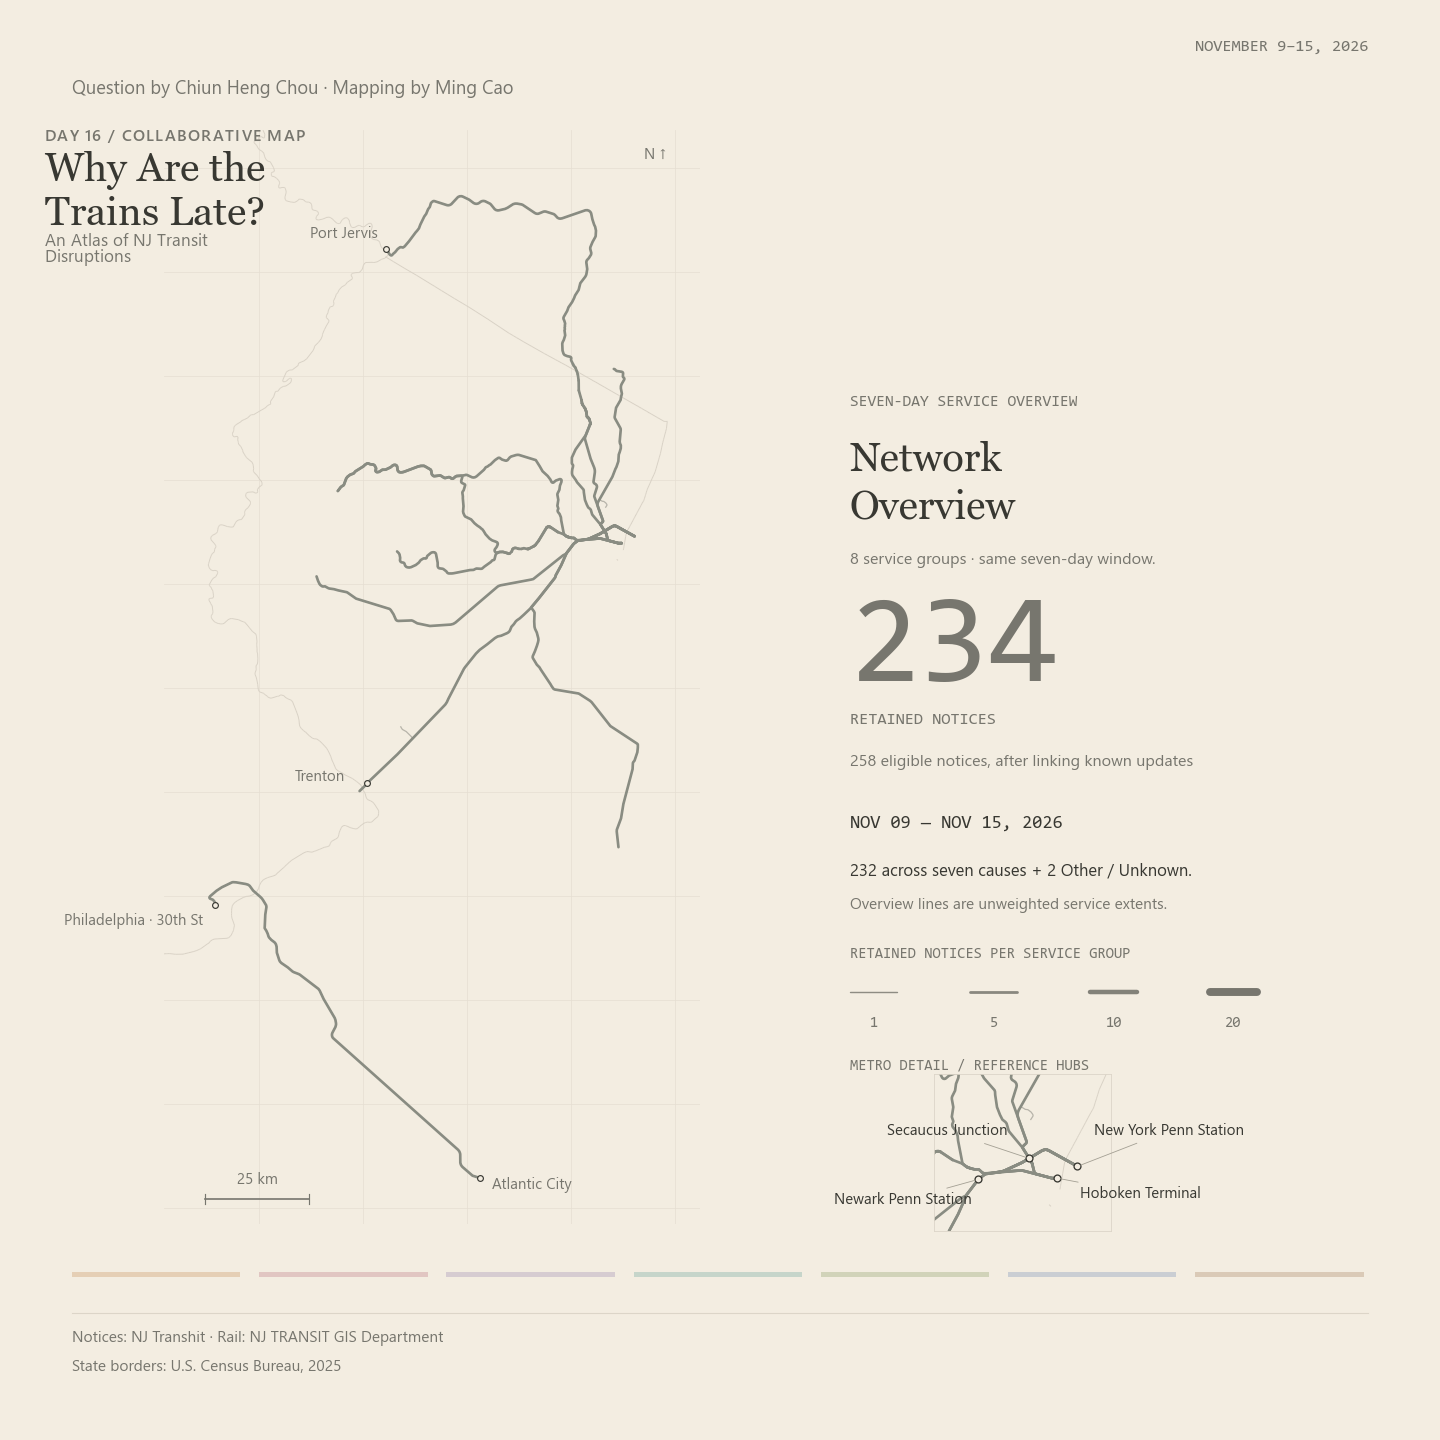 NOVEMBER 9–15, 2026
Question by Chiun Heng Chou · Mapping by Ming Cao
DAY 16 / COLLABORATIVE MAP
Why Are the
Trains Late?
An Atlas of NJ Transit
Disruptions
N ↑
Port Jervis
Trenton
Philadelphia · 30th St
25 km
Atlantic City
SEVEN-DAY SERVICE OVERVIEW
Network
Overview
8 service groups · same seven-day window.
234
RETAINED NOTICES
258 eligible notices, after linking known updates
NOV 09 — NOV 15, 2026
232 across seven causes + 2 Other / Unknown.
Overview lines are unweighted service extents.
RETAINED NOTICES PER SERVICE GROUP
1 5 10 20
METRO DETAIL / REFERENCE HUBS
Secaucus Junction
New York Penn Station
Newark Penn Station
Hoboken Terminal
Notices: NJ Transhit · Rail: NJ TRANSIT GIS Department
State borders: U.S. Census Bureau, 2025